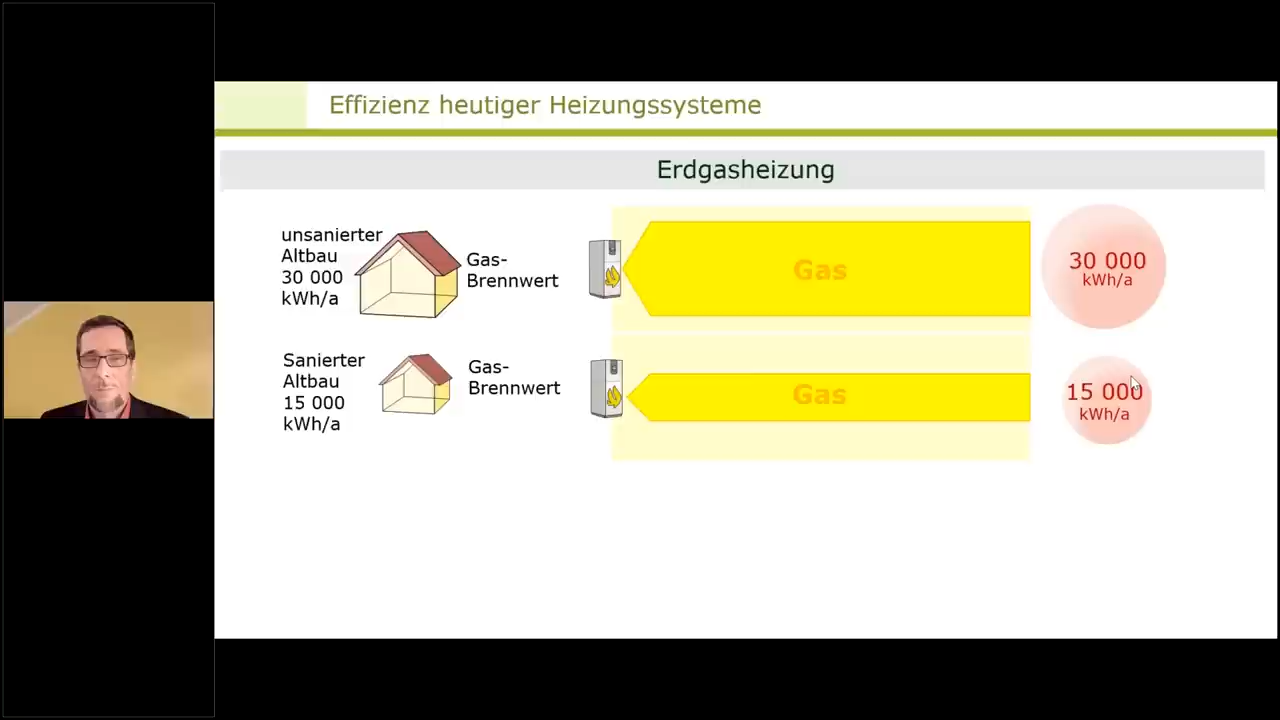 Effizienz heutiger Heizungssysteme
Erdgasheizung
unsanierter
Altbau
30 000
kWh/a
Gas-
Brennwert
Gas
30 000
kWh/a
Sanierter
Altbau
15 000
kWh/a
Gas-
Brennwert
Gas
15 000
kWh/a